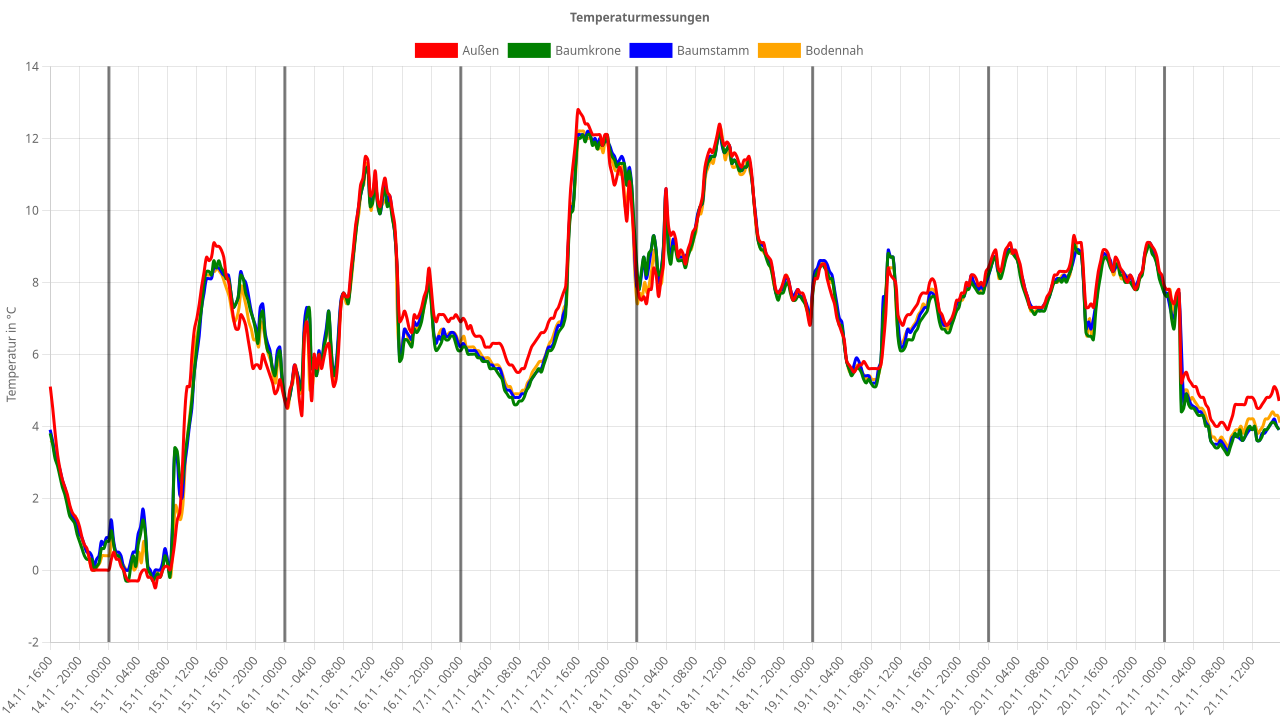 Temperaturmessungen
Außen Baumkrone Baumstamm Bodennah
Temperatur in °C
14
12
10
8
6
4
2
0
-2
14.11 - 16:00
14.11 - 20:00
15.11 - 00:00
15.11 - 04:00
15.11 - 08:00
15.11 - 12:00
15.11 - 16:00
15.11 - 20:00
16.11 - 00:00
16.11 - 04:00
16.11 - 08:00
16.11 - 12:00
16.11 - 16:00
16.11 - 20:00
17.11 - 00:00
17.11 - 04:00
17.11 - 08:00
17.11 - 12:00
17.11 - 16:00
17.11 - 20:00
18.11 - 00:00
18.11 - 04:00
18.11 - 08:00
18.11 - 12:00
18.11 - 16:00
18.11 - 20:00
19.11 - 00:00
19.11 - 04:00
19.11 - 08:00
19.11 - 12:00
19.11 - 16:00
19.11 - 20:00
20.11 - 00:00
20.11 - 04:00
20.11 - 08:00
20.11 - 12:00
20.11 - 16:00
20.11 - 20:00
21.11 - 00:00
21.11 - 04:00
21.11 - 08:00
21.11 - 12:00